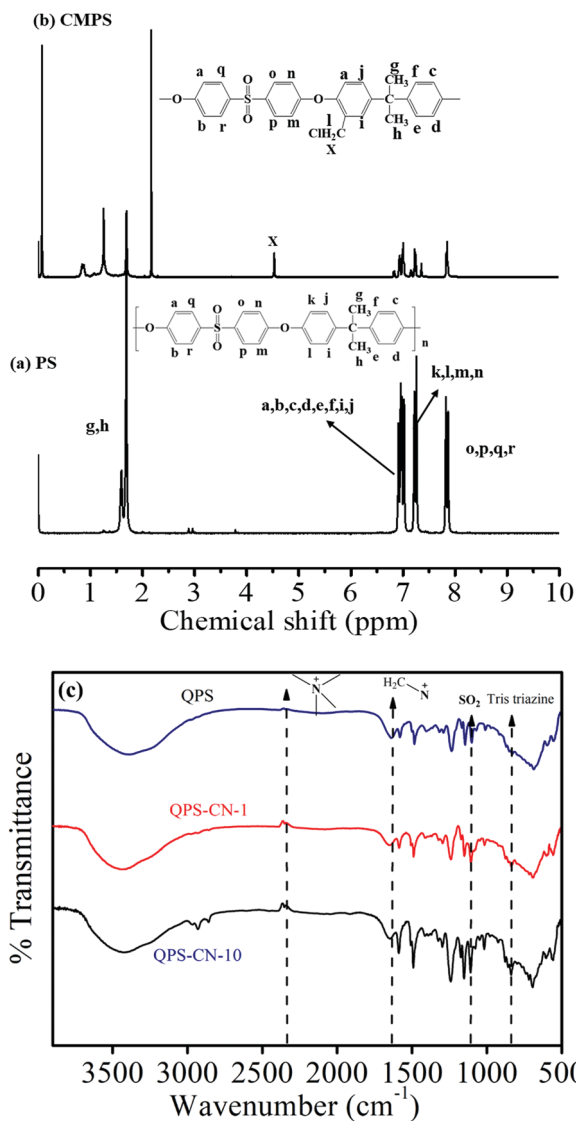 (b) CMPS
a q o n a j g f c
CH₃
O S O O C
O CH₃
b r p m l i h e d
ClH₂C
X
X
a q o n k j g f c
CH₃
O S O O C n
O CH₃
b r p m l i h e d
(a) PS
g,h
a,b,c,d,e,f,i,j
k,l,m,n
o,p,q,r
0 1 2 3 4 5 6 7 8 9 10
Chemical shift (ppm)
(c)
QPS
N⁺
H₂C N⁺
SO₂ Tris triazine
QPS-CN-1
QPS-CN-10
% Transmittance
3500 3000 2500 2000 1500 1000 500
Wavenumber (cm⁻¹)